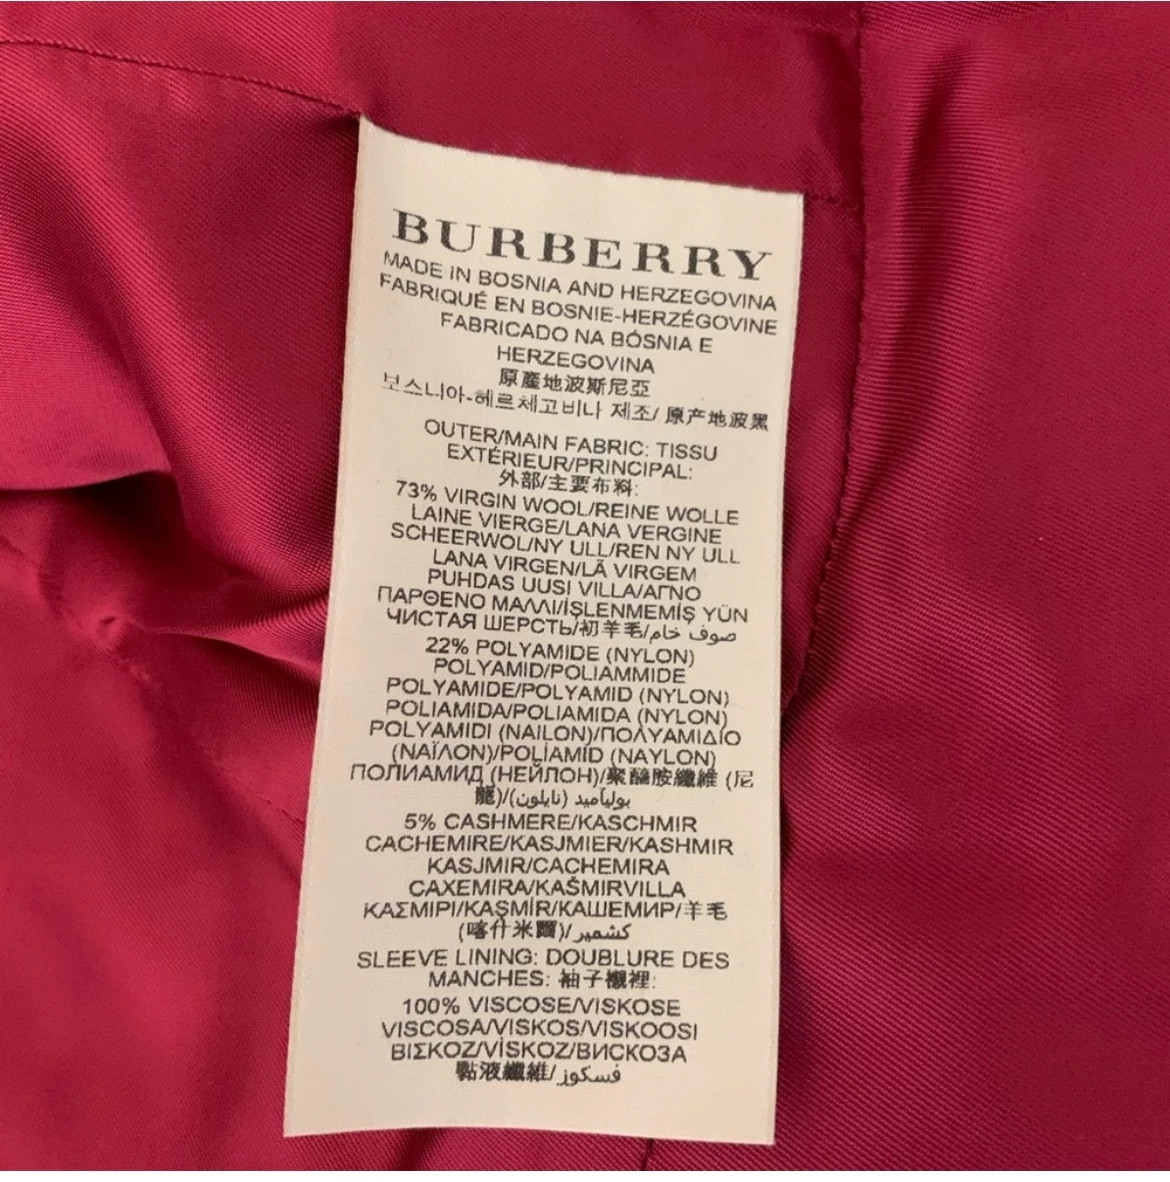 BURBERRY
MADE IN BOSNIA AND HERZEGOVINA
FABRIQUÉ EN BOSNIE-HERZÉGOVINE
FABRICADO NA BÓSNIA E
HERZEGOVINA
原產地波斯尼亞
보스니아-헤르체고비나 제조/ 原产地波黑
OUTER/MAIN FABRIC: TISSU
EXTÉRIEUR/PRINCIPAL:
外部/主要布料:
73% VIRGIN WOOL/REINE WOLLE
LAINE VIERGE/LANA VERGINE
SCHEERWOL/NY ULL/REN NY ULL
LANA VIRGEN/LÃ VIRGEM
PUHDAS UUSI VILLA/ΑΓΝΟ
ΠΑΡΘΕΝΟ ΜΑΛΛΙ/İŞLENMEMİŞ YÜN
ЧИСТАЯ ШЕРСТЬ/初羊毛/صوف خام
22% POLYAMIDE (NYLON)
POLYAMID/POLIAMMIDE
POLYAMIDE/POLYAMID (NYLON)
POLIAMIDA/POLIAMIDA (NYLON)
POLYAMIDI (NAILON)/ΠΟΛΥΑΜΙΔΙΟ
(ΝΑΪΛΟΝ)/POLİAMİD (NAYLON)
ПОЛИАМИД (НЕЙЛОН)/聚醯胺纖維 (尼
龍)/بولياميد (نايلون)
5% CASHMERE/KASCHMIR
CACHEMIRE/KASJMIER/KASHMIR
KASJMIR/CACHEMIRA
CAXEMIRA/KAŠMIRVILLA
ΚΑΣΜΙΡΙ/KAŞMİR/КАШЕМИР/羊毛
(喀什米爾)/كشمير
SLEEVE LINING: DOUBLURE DES
MANCHES: 袖子襯裡:
100% VISCOSE/VISKOSE
VISCOSA/VISKOS/VISKOOSI
ΒΙΣΚΟΖ/VİSKOZ/ВИСКОЗА
黏液纖維/فسكوز